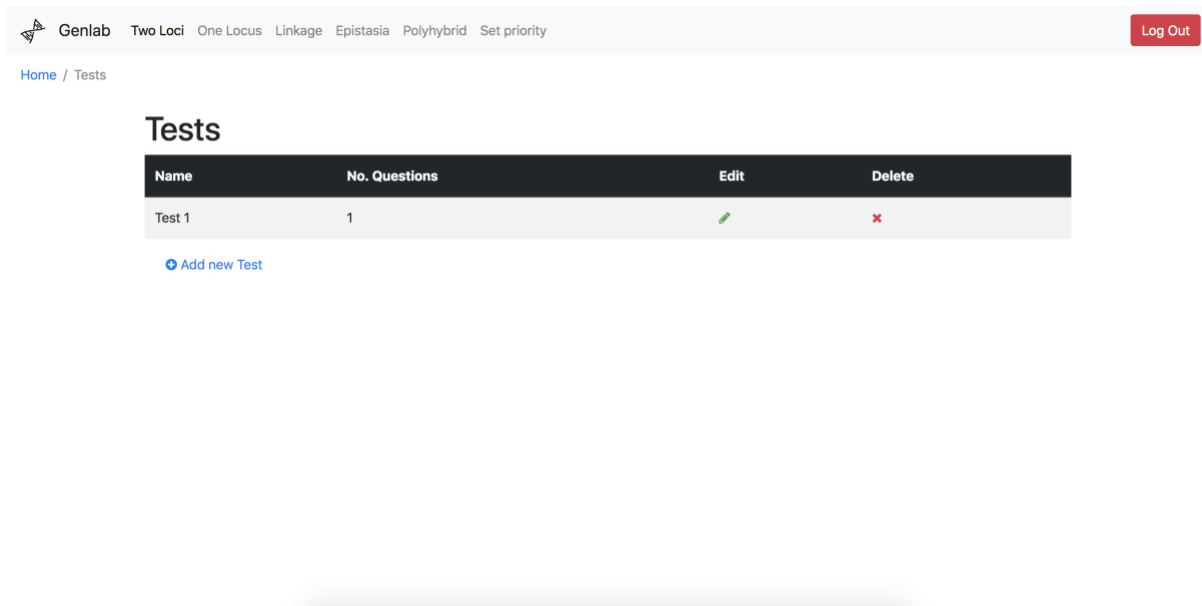 Genlab Two Loci One Locus Linkage Epistasia Polyhybrid Set priority Log Out
Home / Tests
Tests
Name No. Questions Edit Delete
Test 1 1
Add new Test